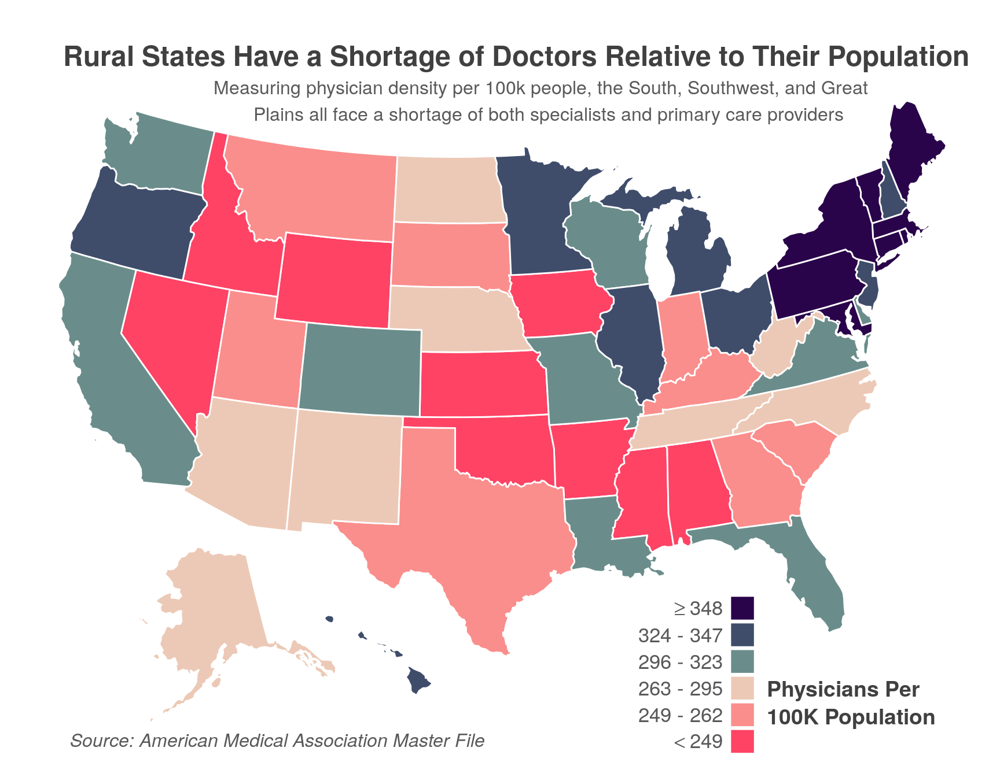 Rural States Have a Shortage of Doctors Relative to Their Population
Measuring physician density per 100k people, the South, Southwest, and Great
Plains all face a shortage of both specialists and primary care providers
≥ 348
324 - 347
296 - 323
263 - 295
249 - 262
< 249
Physicians Per
100K Population
Source: American Medical Association Master File